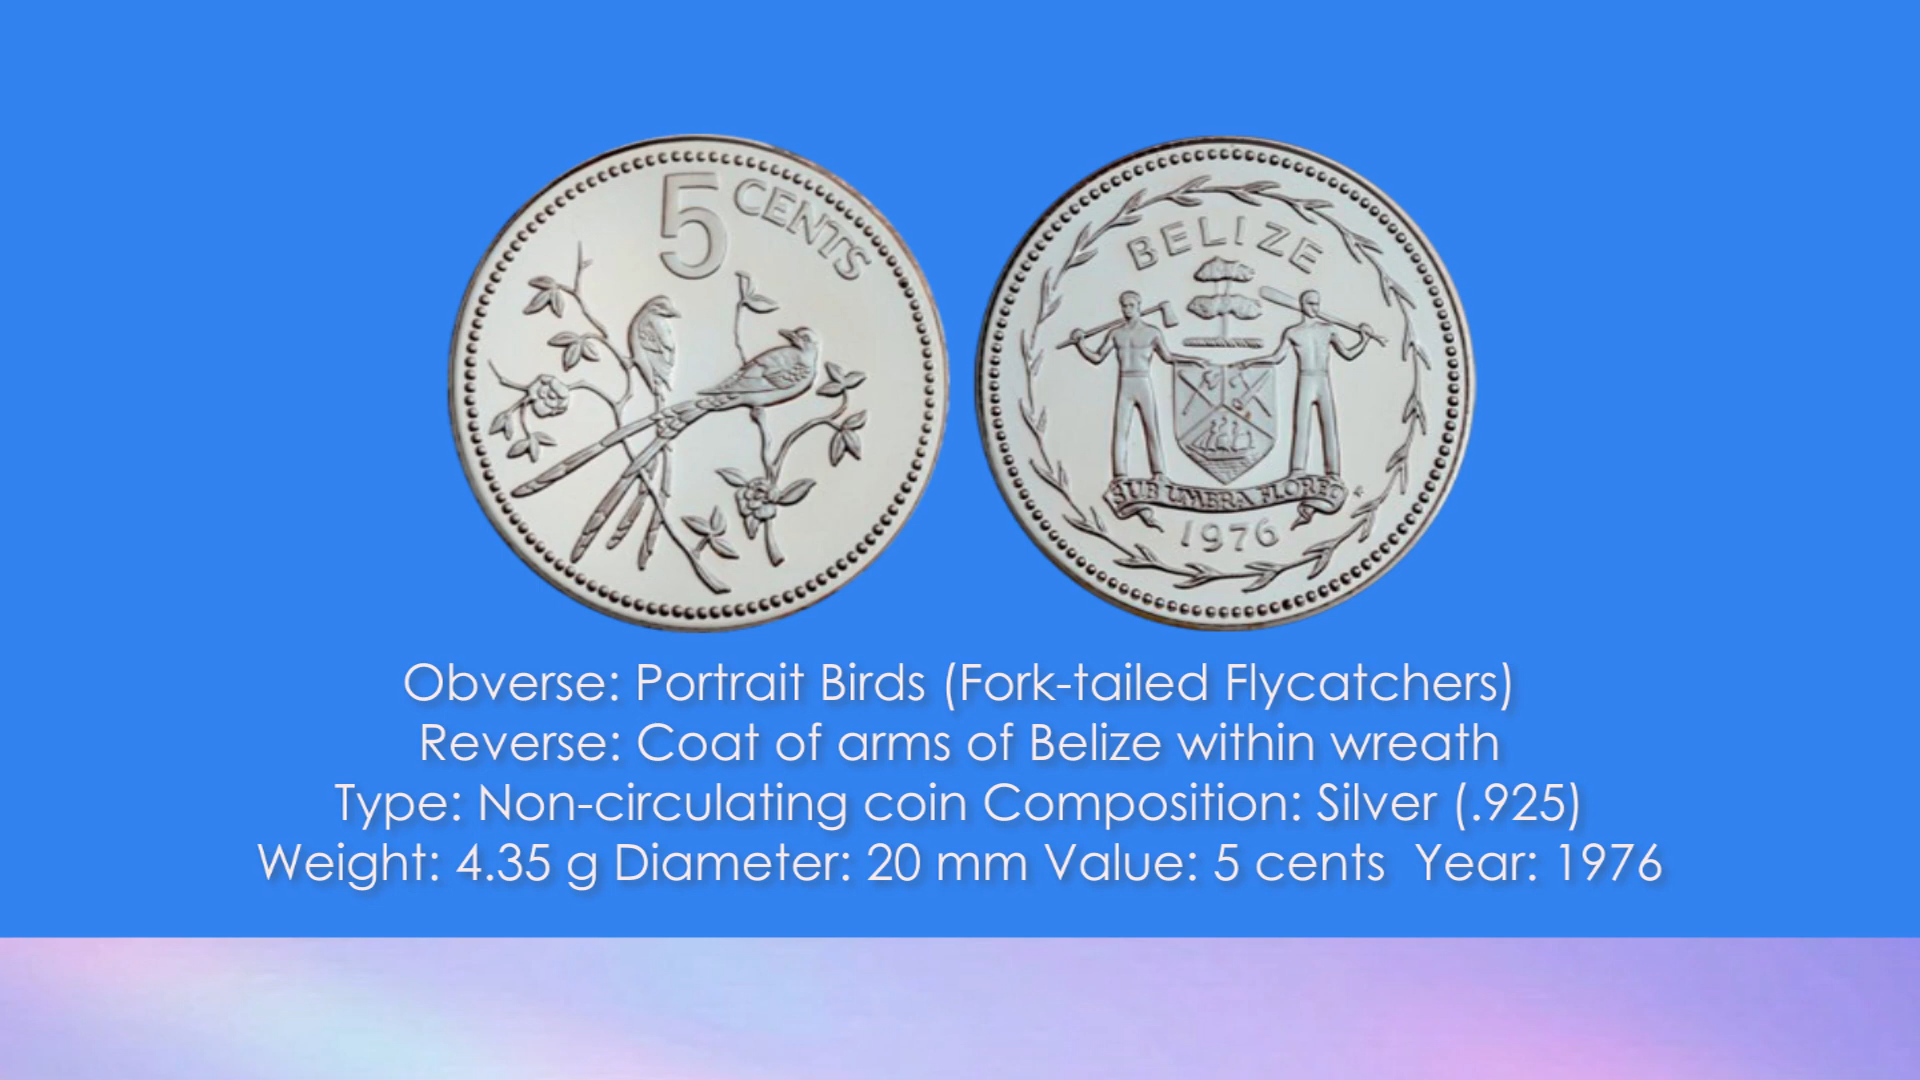 5 CENTS
BELIZE
SUB UMBRA FLOREO
1976
Obverse: Portrait Birds (Fork-tailed Flycatchers)
Reverse: Coat of arms of Belize within wreath
Type: Non-circulating coin Composition: Silver (.925)
Weight: 4.35 g Diameter: 20 mm Value: 5 cents  Year: 1976